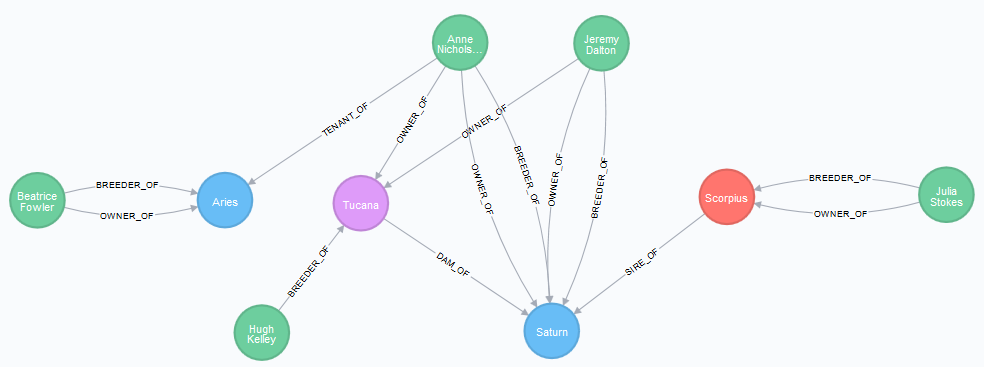 Anne
Nichols...
Jeremy
Dalton
TENANT_OF
OWNER_OF
OWNER_OF
BREEDER_OF
OWNER_OF
OWNER_OF
BREEDER_OF
Beatrice
Fowler
BREEDER_OF
OWNER_OF
Aries
Tucana
Scorpius
BREEDER_OF
OWNER_OF
Julia
Stokes
BREEDER_OF
DAM_OF
SIRE_OF
Hugh
Kelley
Saturn